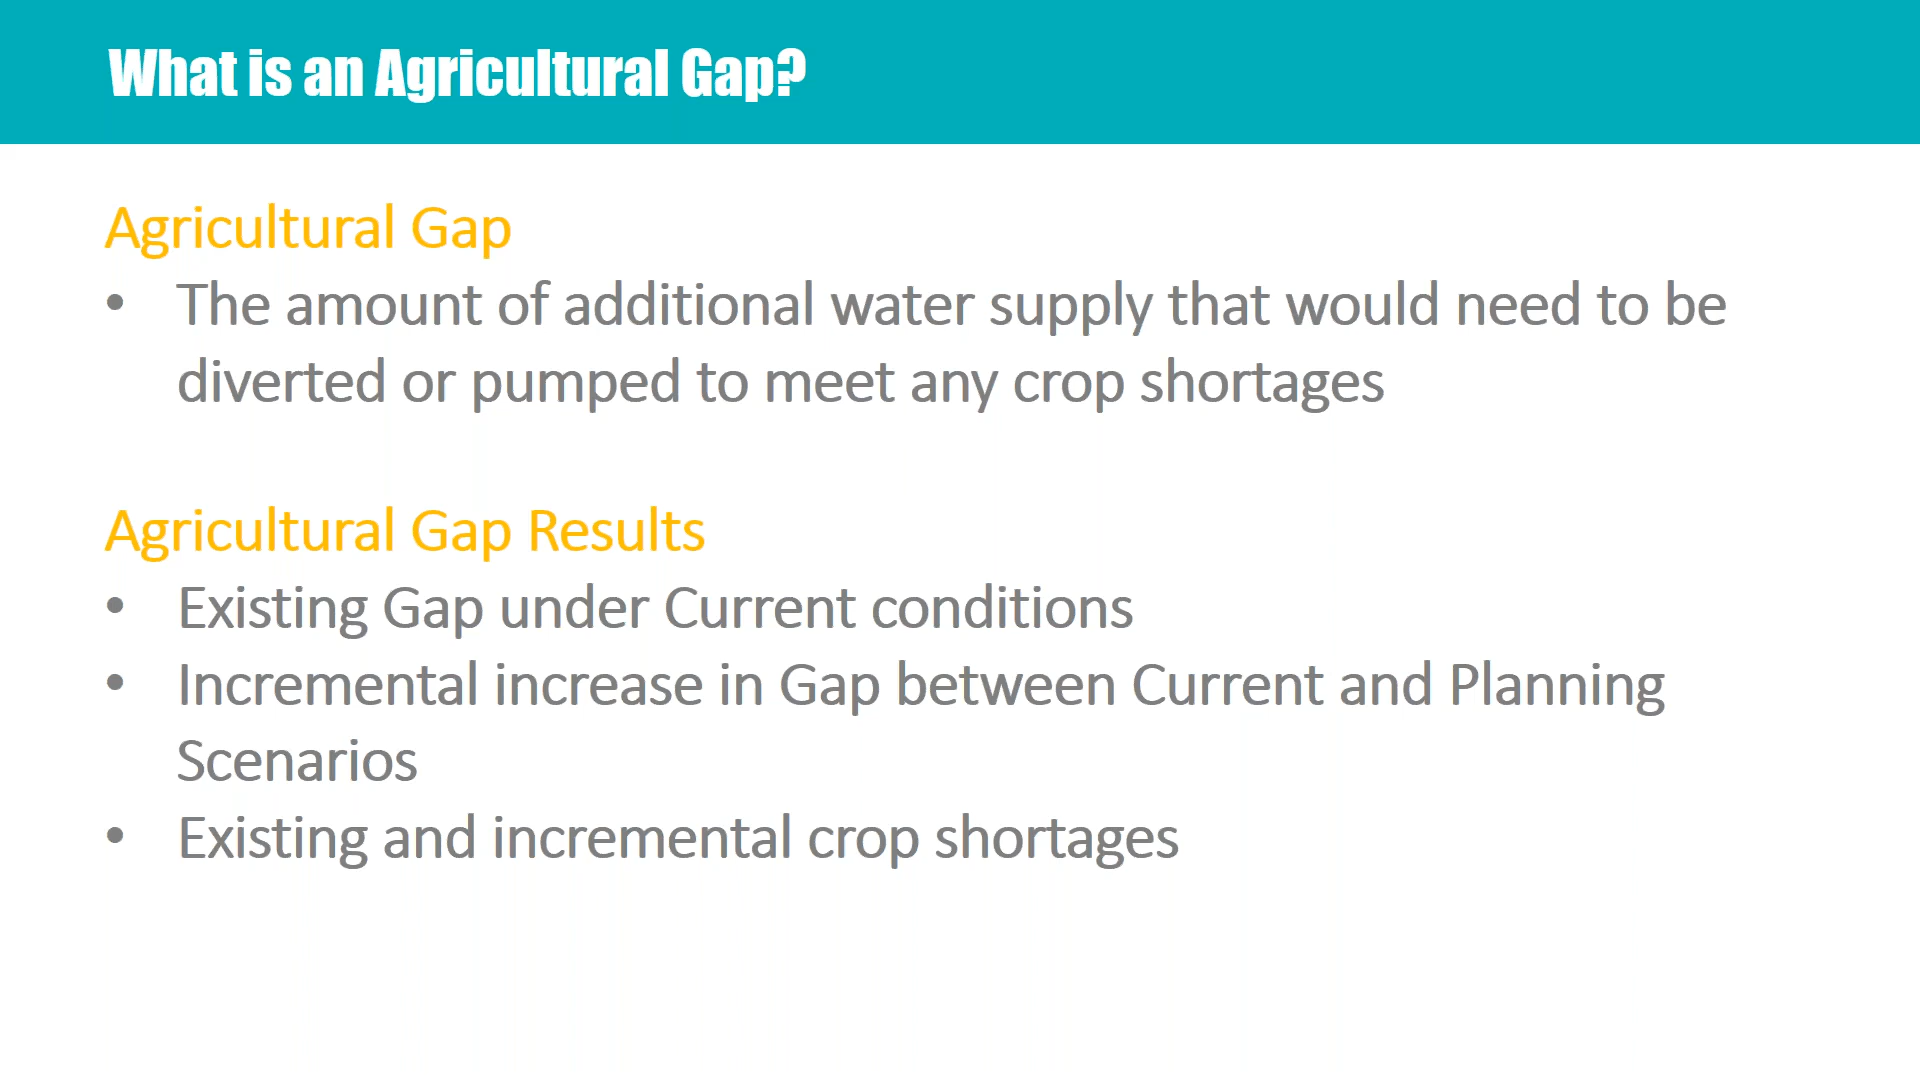 What is an Agricultural Gap?
Agricultural Gap
• The amount of additional water supply that would need to be
diverted or pumped to meet any crop shortages
Agricultural Gap Results
• Existing Gap under Current conditions
• Incremental increase in Gap between Current and Planning
Scenarios
• Existing and incremental crop shortages